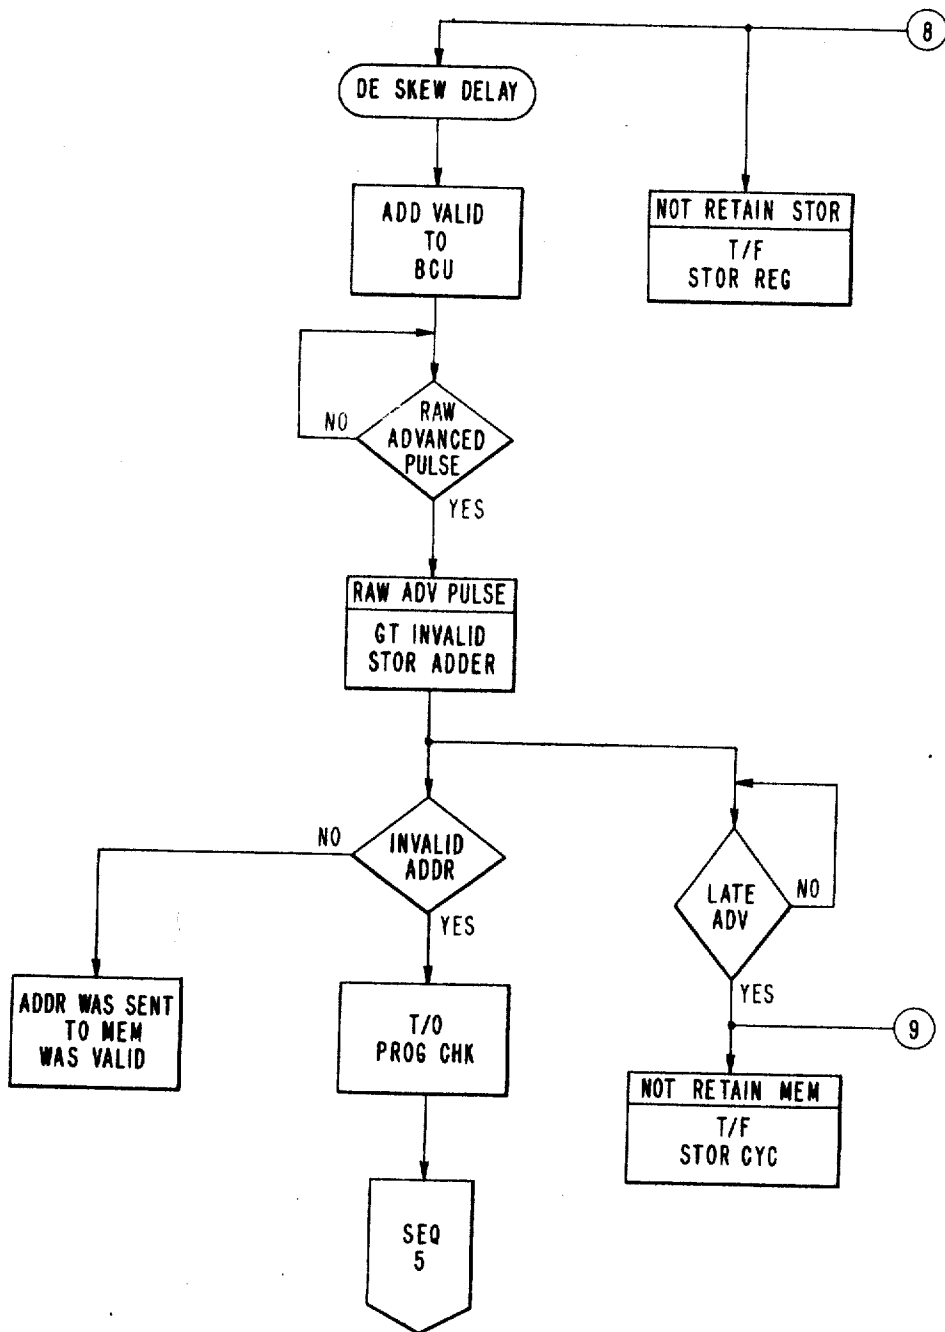 8
DE SKEW DELAY
ADD VALID
TO
BCU
NOT RETAIN STOR
T/F
STOR REG
RAW
ADVANCED
PULSE
NO
YES
RAW ADV PULSE
GT INVALID
STOR ADDER
INVALID
ADDR
NO
YES
LATE
ADV
NO
YES
ADDR WAS SENT
TO MEM
WAS VALID
T/O
PROG CHK
9
NOT RETAIN MEM
T/F
STOR CYC
SEQ
5